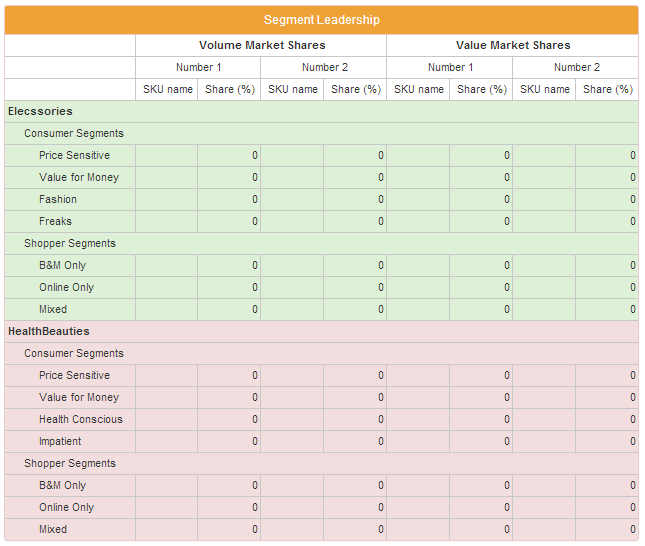 Segment Leadership
Volume Market Shares Value Market Shares
Number 1 Number 2 Number 1 Number 2
SKU name Share (%) SKU name Share (%) SKU name Share (%) SKU name Share (%)
Elecssories
Consumer Segments
Price Sensitive 0 0 0 0
Value for Money 0 0 0 0
Fashion 0 0 0 0
Freaks 0 0 0 0
Shopper Segments
B&M Only 0 0 0 0
Online Only 0 0 0 0
Mixed 0 0 0 0
HealthBeauties
Consumer Segments
Price Sensitive 0 0 0 0
Value for Money 0 0 0 0
Health Conscious 0 0 0 0
Impatient 0 0 0 0
Shopper Segments
B&M Only 0 0 0 0
Online Only 0 0 0 0
Mixed 0 0 0 0